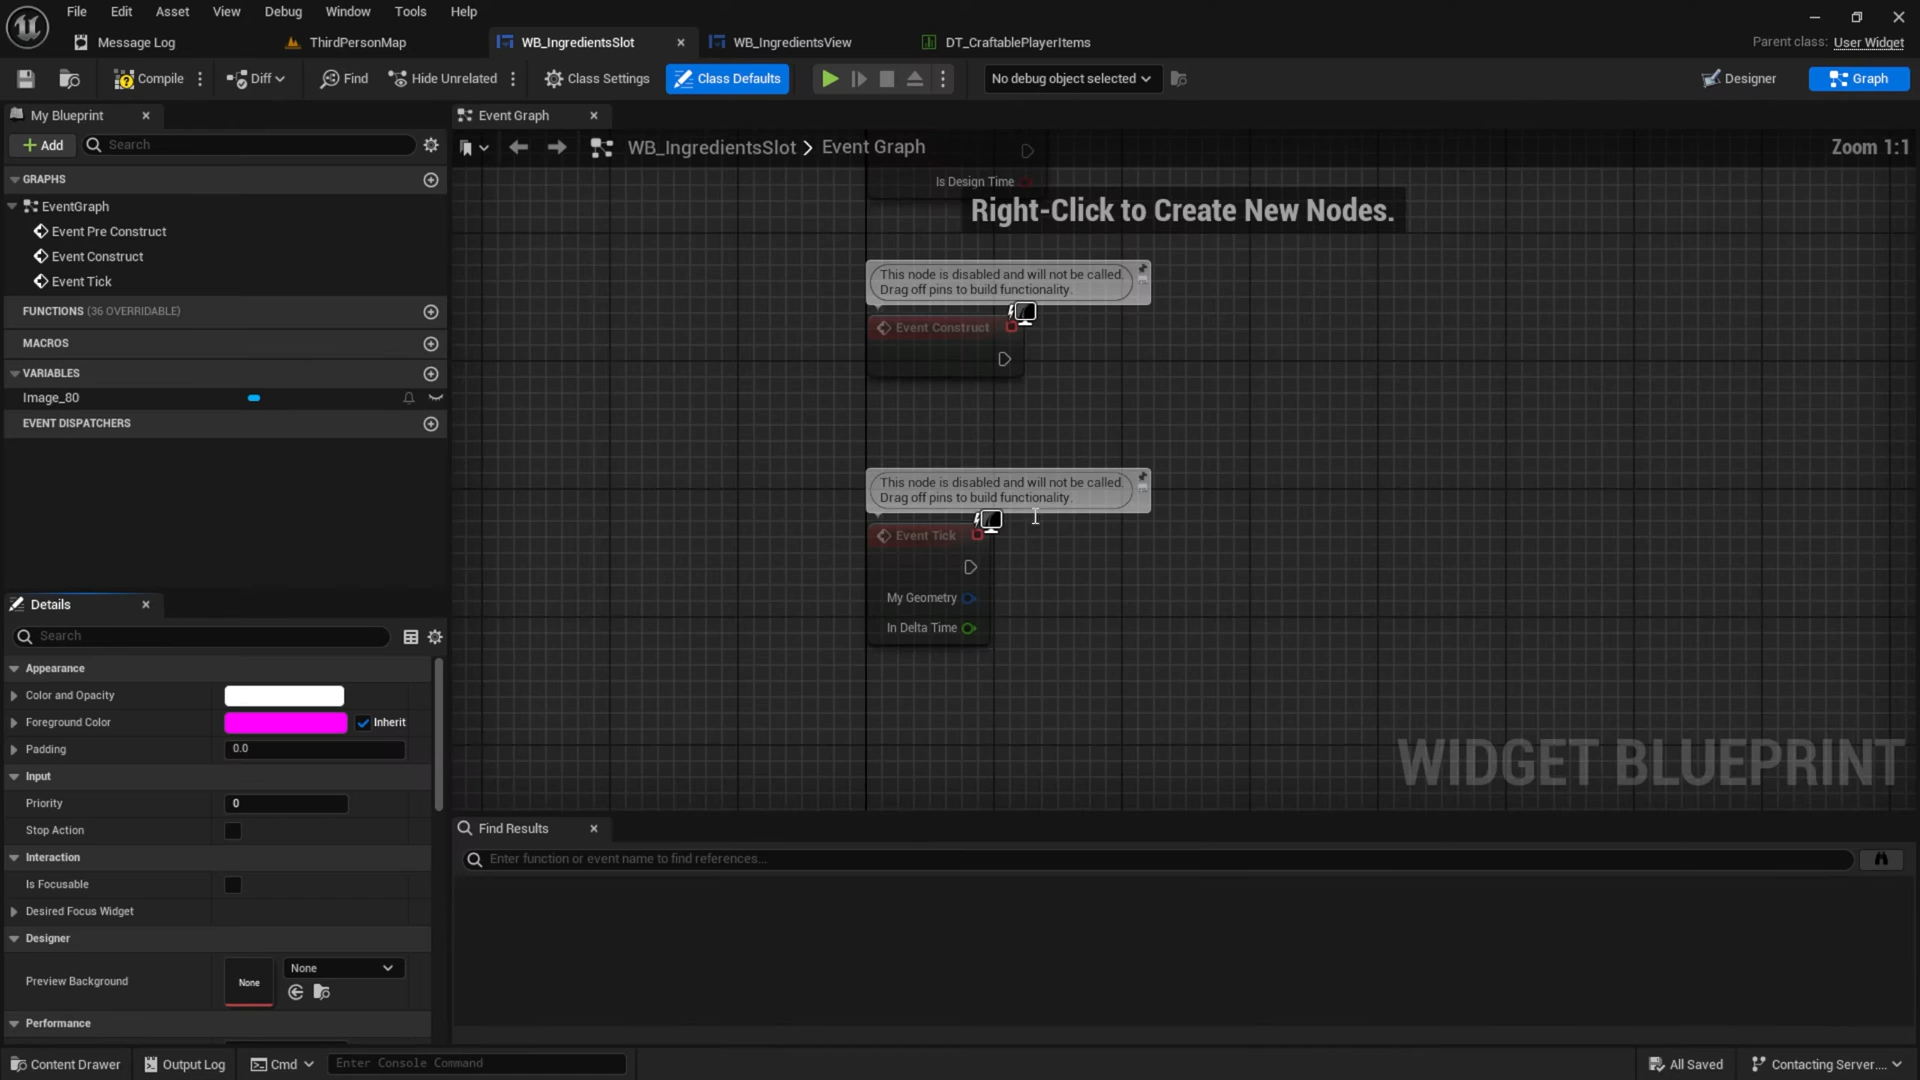 File Edit Asset View Debug Window Tools Help
Message Log
ThirdPersonMap
WB_IngredientsSlot
WB_IngredientsView
DT_CraftablePlayerItems
Parent class: User Widget
Compile
Diff
Find
Hide Unrelated
Class Settings
Class Defaults
No debug object selected
Designer
Graph
My Blueprint
Add
Search
GRAPHS
EventGraph
Event Pre Construct
Event Construct
Event Tick
FUNCTIONS (36 OVERRIDABLE)
MACROS
VARIABLES
Image_80
EVENT DISPATCHERS
Event Graph
WB_IngredientsSlot > Event Graph
Zoom 1:1
Is Design Time
Right-Click to Create New Nodes.
This node is disabled and will not be called.
Drag off pins to build functionality.
Event Construct
This node is disabled and will not be called.
Drag off pins to build functionality.
Event Tick
My Geometry
In Delta Time
WIDGET BLUEPRINT
Details
Search
Appearance
Color and Opacity
Foreground Color
Inherit
Padding
0.0
Input
Priority
0
Stop Action
Interaction
Is Focusable
Desired Focus Widget
Designer
Preview Background
None
None
Performance
Find Results
Enter function or event name to find references...
Content Drawer
Output Log
Cmd
Enter Console Command
All Saved
Contacting Server....